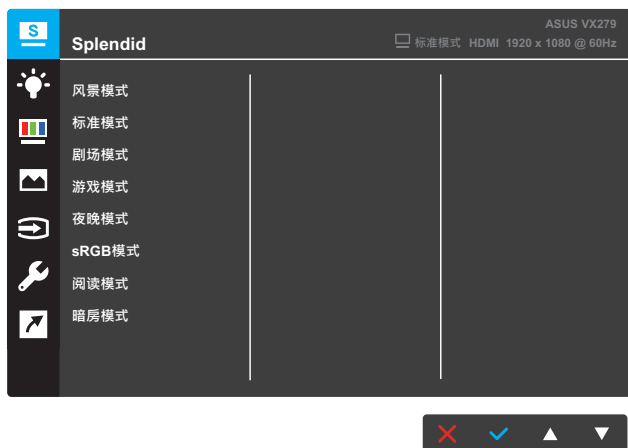 S
ASUS VX279
Splendid
标准模式 HDMI 1920 x 1080 @ 60Hz
风景模式
标准模式
剧场模式
游戏模式
夜晚模式
sRGB模式
阅读模式
暗房模式